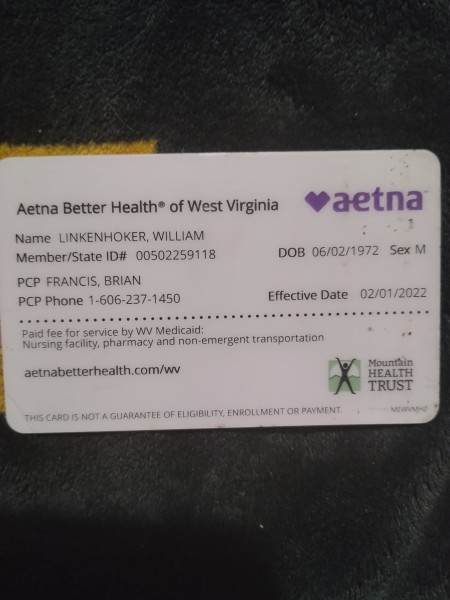 Aetna Better Health® of West Virginia
aetna™
Name LINKENHOKER, WILLIAM
Member/State ID# 00502259118
DOB 06/02/1972 Sex M
PCP FRANCIS, BRIAN
PCP Phone 1-606-237-1450
Effective Date 02/01/2022
Paid fee for service by WV Medicaid:
Nursing facility, pharmacy and non-emergent transportation
aetnabetterhealth.com/wv
Mountain
HEALTH
TRUST
THIS CARD IS NOT A GUARANTEE OF ELIGIBILITY, ENROLLMENT OR PAYMENT.